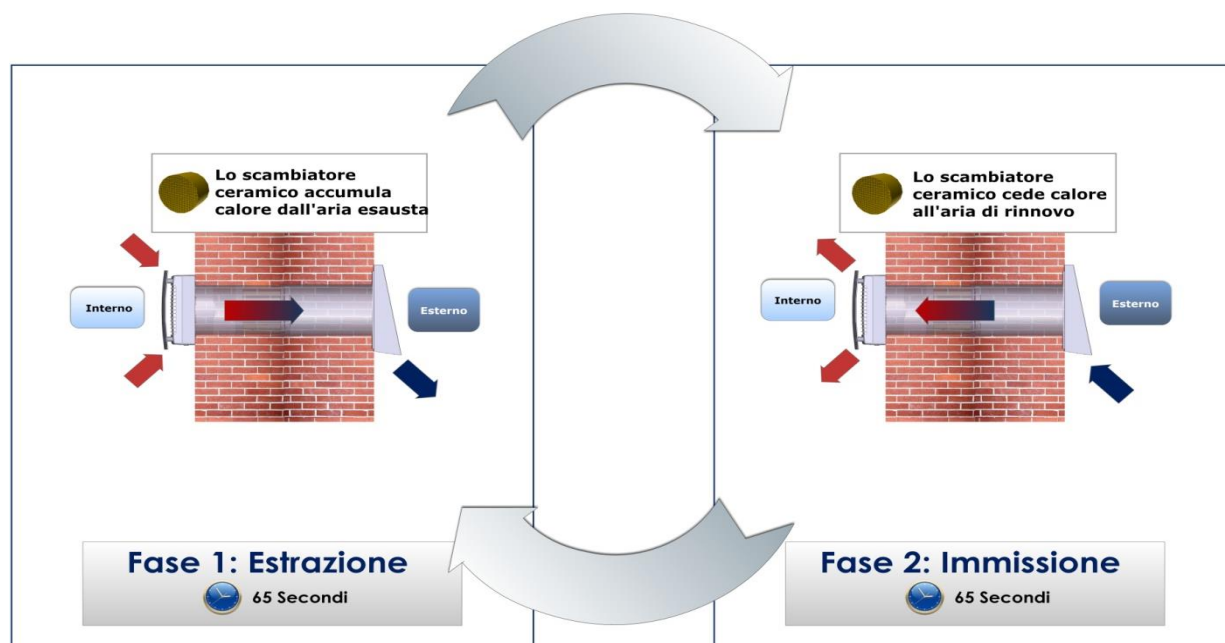 Lo scambiatore
ceramico accumula
calore dall'aria esausta
Interno
Esterno
Fase 1: Estrazione
65 Secondi
Lo scambiatore
ceramico cede calore
all'aria di rinnovo
Interno
Esterno
Fase 2: Immissione
65 Secondi